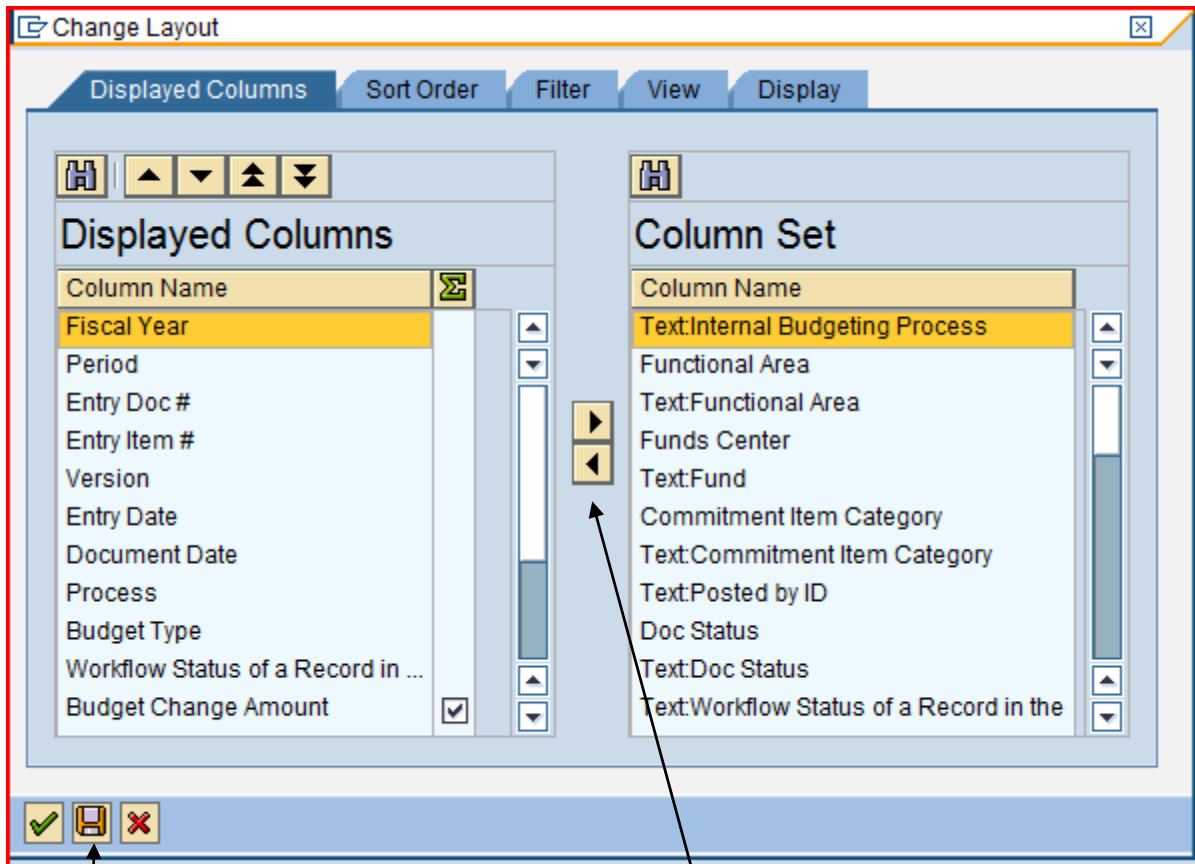 Change Layout
Displayed Columns Sort Order Filter View Display
Displayed Columns
Column Name
Fiscal Year
Period
Entry Doc #
Entry Item #
Version
Entry Date
Document Date
Process
Budget Type
Workflow Status of a Record in ...
Budget Change Amount
Column Set
Column Name
Text:Internal Budgeting Process
Functional Area
Text:Functional Area
Funds Center
Text:Fund
Commitment Item Category
Text:Commitment Item Category
Text:Posted by ID
Doc Status
Text:Doc Status
Text:Workflow Status of a Record in the